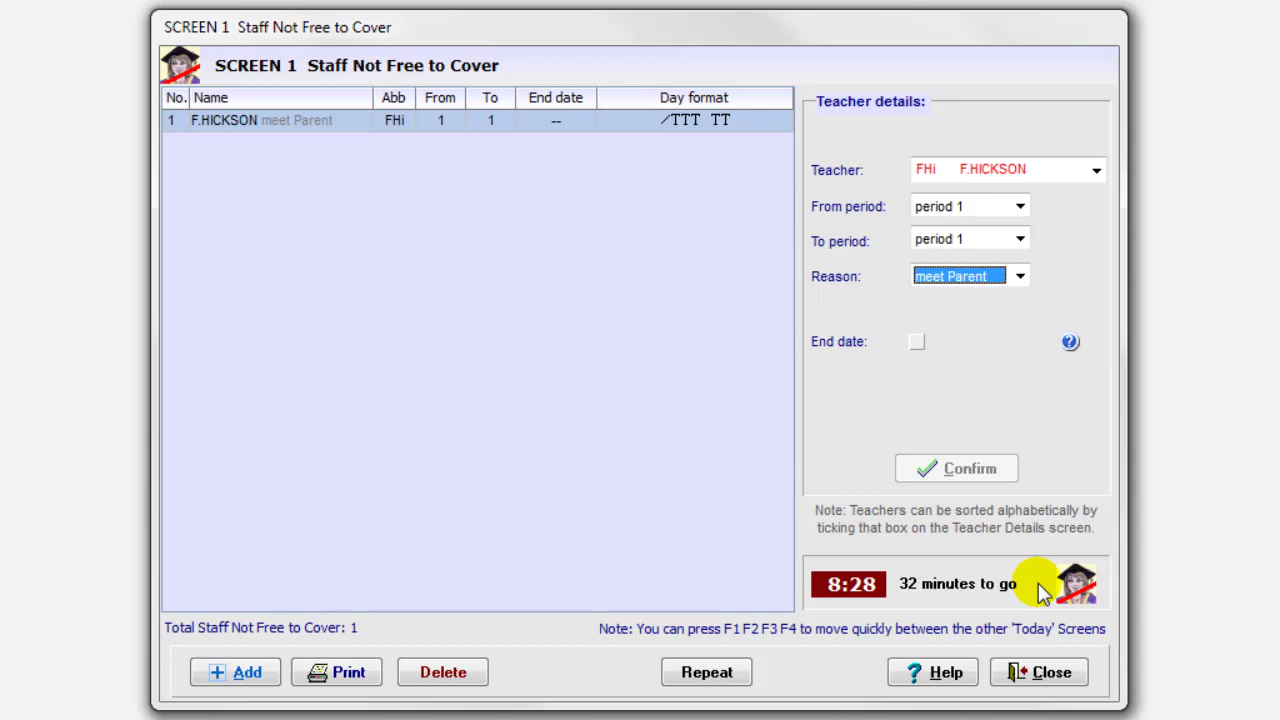 SCREEN 1 Staff Not Free to Cover
SCREEN 1 Staff Not Free to Cover
No. Name Abb From To End date Day format
1 F.HICKSON meet Parent FHi 1 1 -- /TTT TT
Teacher details:
Teacher: FHi F.HICKSON
From period: period 1
To period: period 1
Reason: meet Parent
End date:
Confirm
Note: Teachers can be sorted alphabetically by
ticking that box on the Teacher Details screen.
8:28 32 minutes to go
Total Staff Not Free to Cover: 1
Note: You can press F1 F2 F3 F4 to move quickly between the other 'Today' Screens
Add Print Delete Repeat Help Close